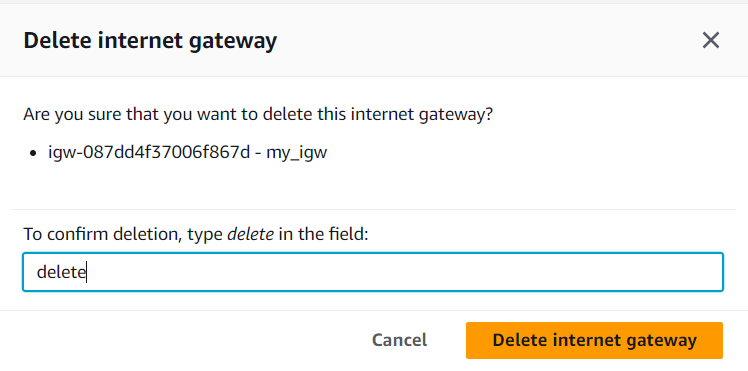 Delete internet gateway
Are you sure that you want to delete this internet gateway?
• igw-087dd4f37006f867d - my_igw
To confirm deletion, type delete in the field:
delete
Cancel Delete internet gateway